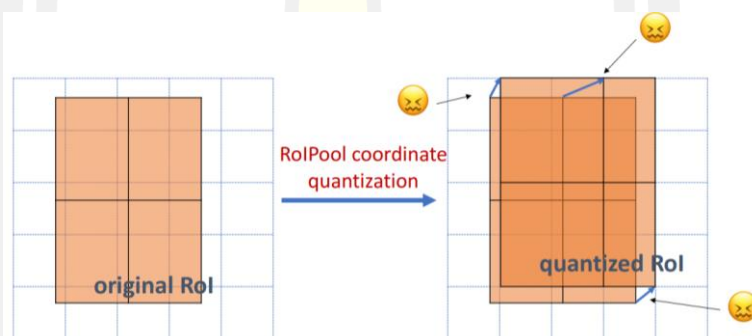 RoIPool coordinate
quantization
original RoI
quantized RoI